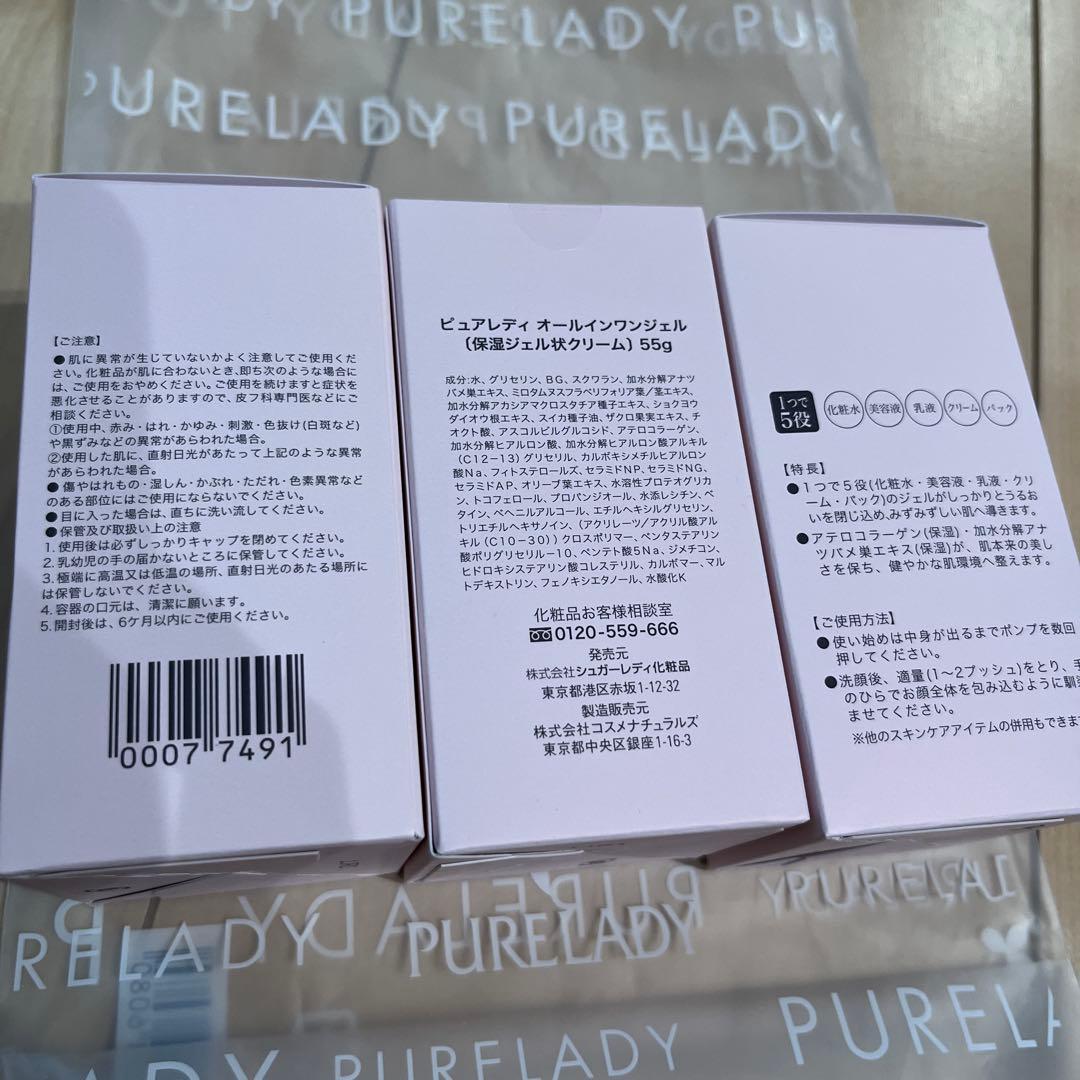 DY PURELADY PUR
URELADY PURELADY
【ご注意】
●肌に異常が生じていないかよく注意してご使用くだ
さい。化粧品が肌に合わないとき、即ち次のような場合に
は、ご使用をおやめください。ご使用を続けますと症状を
悪化させることがありますので、皮フ科専門医などにご
相談ください。
①使用中、赤み・はれ・かゆみ・刺激・色抜け(白斑など)
や黒ずみなどの異常があらわれた場合。
②使用した肌に、直射日光があたって上記のような異常
があらわれた場合。
●傷やはれもの・湿しん・かぶれ・ただれ・色素異常など
のある部位にはご使用にならないでください。
●目に入った場合は、直ちに洗い流してください。
●保管及び取扱い上の注意
1. 使用後は必ずしっかりキャップを閉めてください。
2. 乳幼児の手の届かないところに保管してください。
3. 極端に高温又は低温の場所、直射日光のあたる場所に
は保管しないでください。
4. 容器の口元は、清潔に願います。
5. 開封後は、6ケ月以内にご使用ください。
0007 7491
ピュアレディ オールインワンジェル
〔保湿ジェル状クリーム〕55g
成分:水、グリセリン、BG、スクワラン、加水分解アナツ
バメ巣エキス、ミロタムヌスフラベリフォリア葉/茎エキス、
加水分解アカシアマクロスタチア種子エキス、ショクヨウ
ダイオウ根エキス、スイカ種子油、ザクロ果実エキス、チ
オクト酸、アスコルビルグルコシド、アテロコラーゲン、
加水分解ヒアルロン酸、加水分解ヒアルロン酸アルキル
(C12-13)グリセリル、カルボキシメチルヒアルロン
酸Na、フィトステロールズ、セラミドNP、セラミドNG、
セラミドAP、オリーブ葉エキス、水溶性プロテオグリカ
ン、トコフェロール、プロパンジオール、水添レシチン、ベ
タイン、ベヘニルアルコール、エチルヘキシルグリセリン、
トリエチルヘキサノイン、(アクリレーツ/アクリル酸アル
キル(C10-30))クロスポリマー、ペンタステアリン
酸ポリグリセリル-10、ペンテト酸5Na、ジメチコン、
ヒドロキシステアリン酸コレステリル、カルボマー、マル
トデキストリン、フェノキシエタノール、水酸化K
化粧品お客様相談室
0120-559-666
発売元
株式会社シュガーレディ化粧品
東京都港区赤坂1-12-32
製造販売元
株式会社コスメナチュラルズ
東京都中央区銀座1-16-3
1つで
5役
化粧水 美容液 乳液 クリーム パック
【特長】
●1つで5役(化粧水・美容液・乳液・クリ
ーム・パック)のジェルがしっかりとうるお
いを閉じ込め、みずみずしい肌へ導きます。
●アテロコラーゲン(保湿)・加水分解アナ
ツバメ巣エキス(保湿)が、肌本来の美し
さを保ち、健やかな肌環境へ整えます。
【ご使用方法】
●使い始めは中身が出るまでポンプを数回
押してください。
●洗顔後、適量(1~2プッシュ)をとり、手
のひらでお顔全体を包み込むように馴染
ませてください。
※他のスキンケアアイテムの併用もできま
RELADY PURELADY
DY PURELADY PURELA